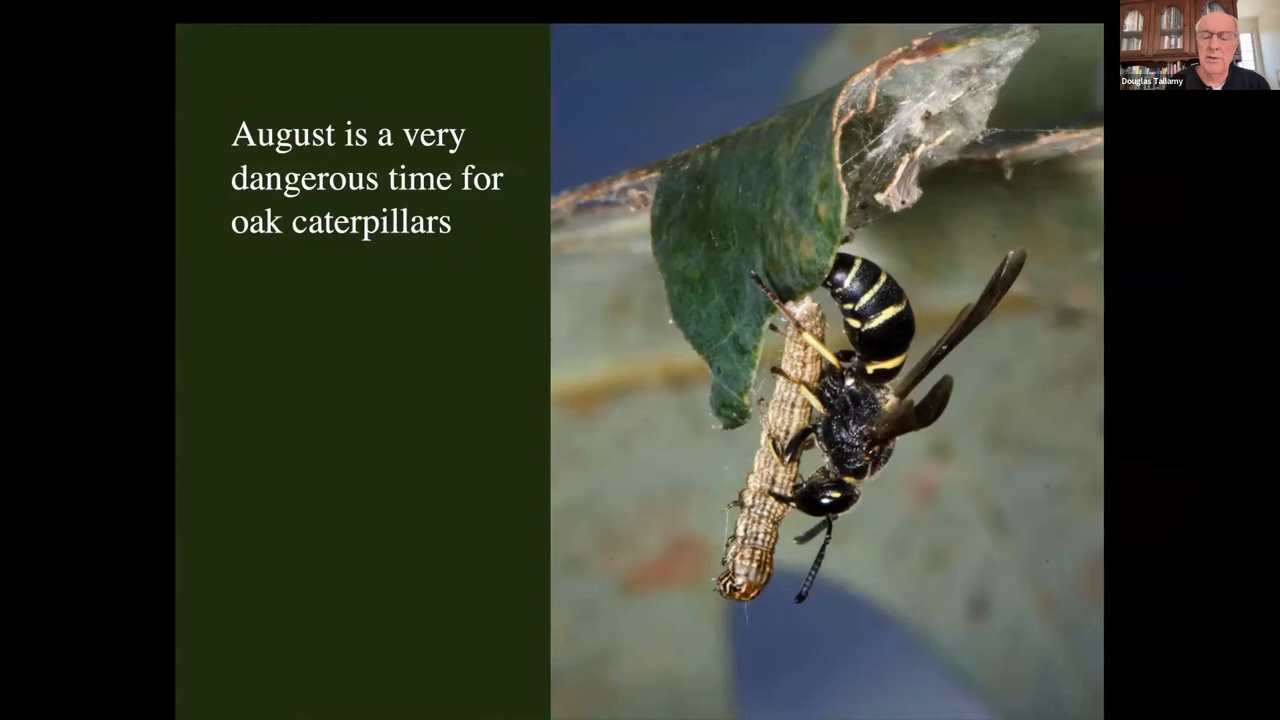 August is a very
dangerous time for
oak caterpillars
Douglas Tallamy